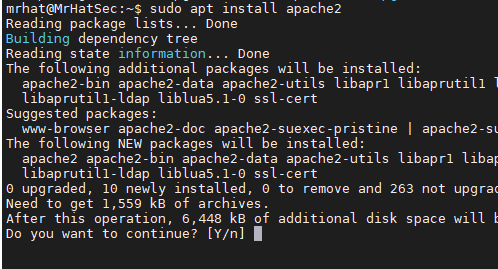 mrhat@MrHatSec:~$ sudo apt install apache2
Reading package lists... Done
Building dependency tree
Reading state information... Done
The following additional packages will be installed:
  apache2-bin apache2-data apache2-utils libapr1 libaprutil1 l
  libaprutil1-ldap liblua5.1-0 ssl-cert
Suggested packages:
  www-browser apache2-doc apache2-suexec-pristine | apache2-su
The following NEW packages will be installed:
  apache2 apache2-bin apache2-data apache2-utils libapr1 libap
  libaprutil1-ldap liblua5.1-0 ssl-cert
0 upgraded, 10 newly installed, 0 to remove and 263 not upgrad
Need to get 1,559 kB of archives.
After this operation, 6,448 kB of additional disk space will b
Do you want to continue? [Y/n]